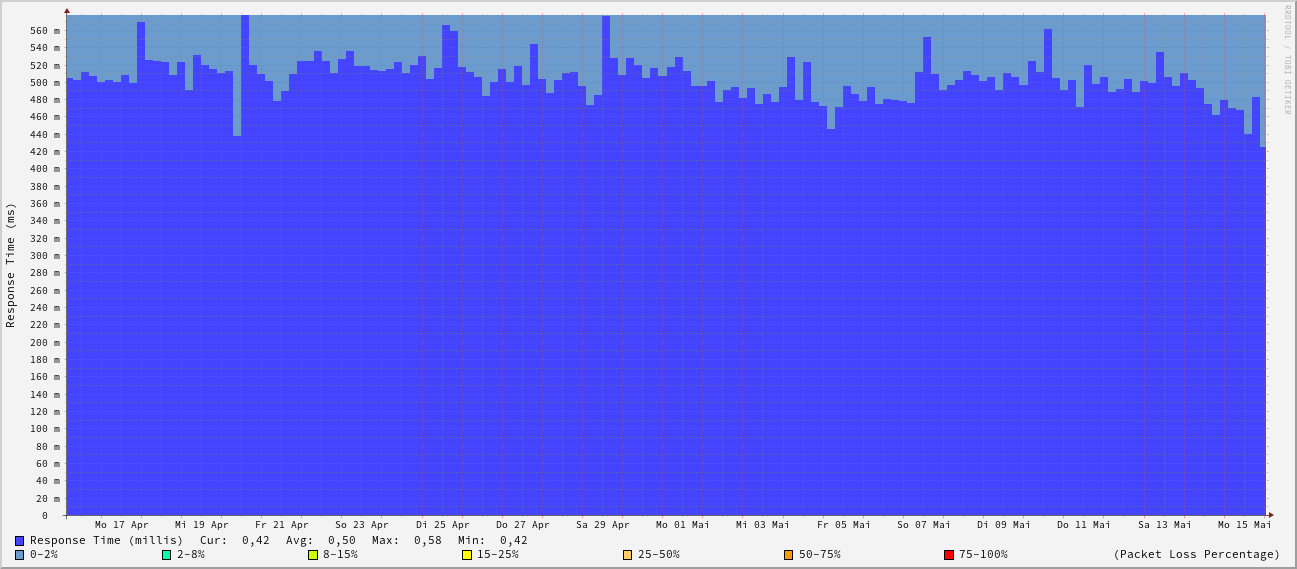 RRDTOOL / TOBI OETIKER
Response Time (ms)
560 m
540 m
520 m
500 m
480 m
460 m
440 m
420 m
400 m
380 m
360 m
340 m
320 m
300 m
280 m
260 m
240 m
220 m
200 m
180 m
160 m
140 m
120 m
100 m
80 m
60 m
40 m
20 m
0
Mo 17 Apr Mi 19 Apr Fr 21 Apr So 23 Apr Di 25 Apr Do 27 Apr Sa 29 Apr Mo 01 Mai Mi 03 Mai Fr 05 Mai So 07 Mai Di 09 Mai Do 11 Mai Sa 13 Mai Mo 15 Mai
Response Time (millis) Cur: 0,42 Avg: 0,50 Max: 0,58 Min: 0,42
0-2% 2-8% 8-15% 15-25% 25-50% 50-75% 75-100% (Packet Loss Percentage)